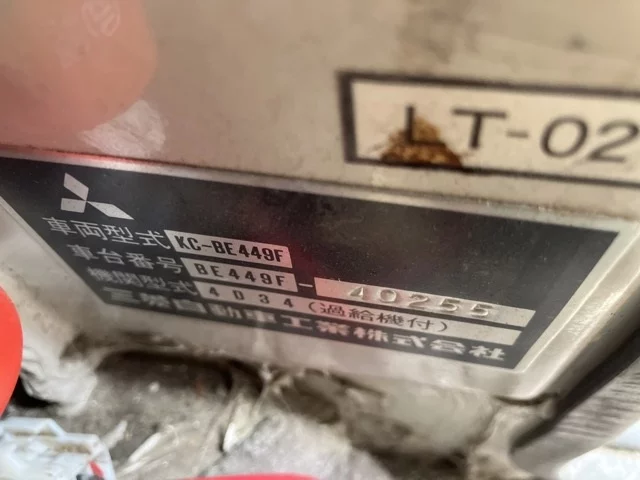 LT-02
車両型式 KC-BE449F
車台番号 BE449F-40255
機関型式 4D34(過給機付)
三菱自動車工業株式会社